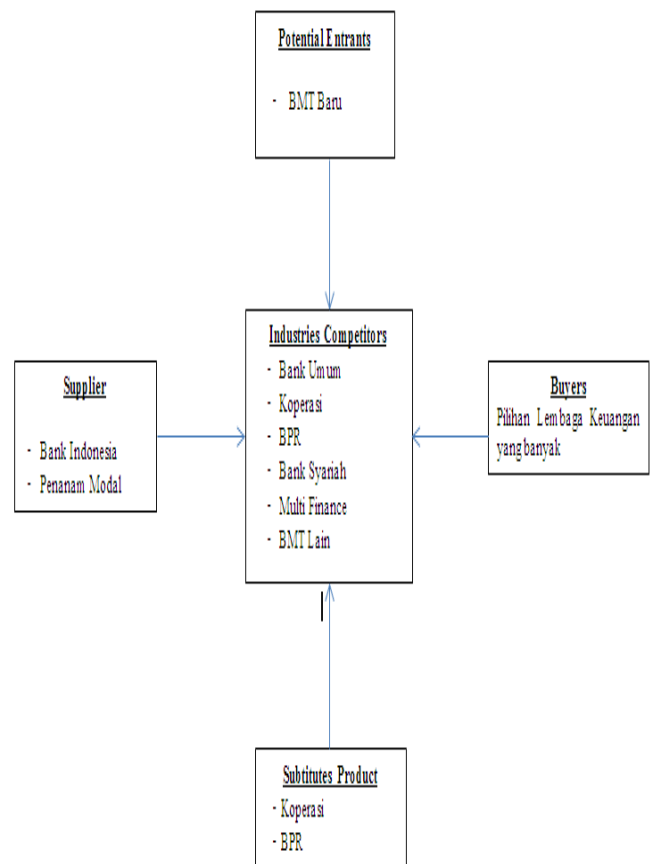 Potential Entrants
- BMT Baru
Industries Competitors
- Bank Umum
- Koperasi
- BPR
- Bank Syariah
- Multi Finance
- BMT Lain
Supplier
- Bank Indonesia
- Penanam Modal
Buyers
Pilihan Lembaga Keuangan
yang banyak
Subtitutes Product
- Koperasi
- BPR